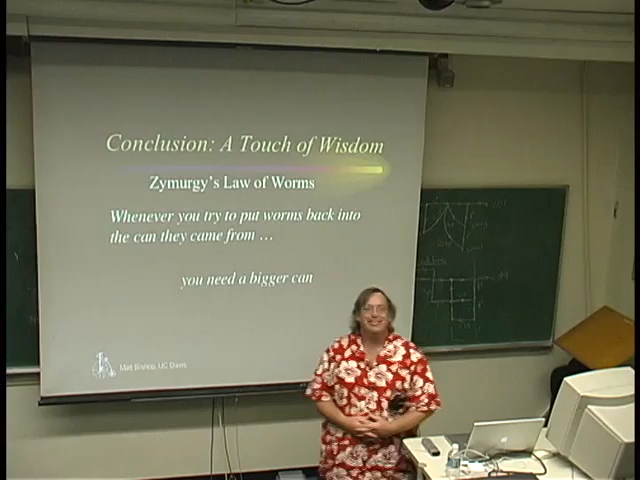 Conclusion: A Touch of Wisdom
Zymurgy's Law of Worms
Whenever you try to put worms back into
the can they came from …
you need a bigger can
Matt Bishop, UC Davis